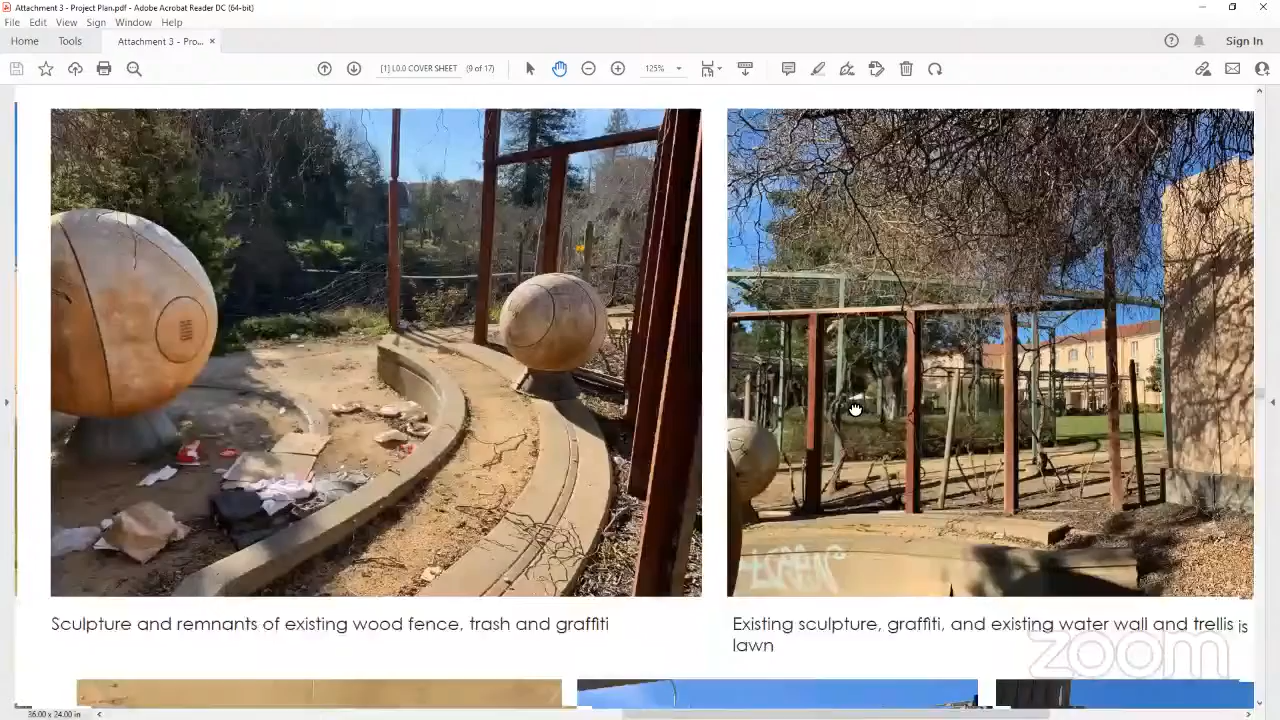 Attachment 3 - Project Plan.pdf - Adobe Acrobat Reader DC (64-bit)
File Edit View Sign Window Help
Home Tools Attachment 3 - Pro... × Sign In
[1] L0.0 COVER SHEET (9 of 17) 125%
Sculpture and remnants of existing wood fence, trash and graffiti
Existing sculpture, graffiti, and existing water wall and trellis is
lawn
zoom
36.00 x 24.00 in